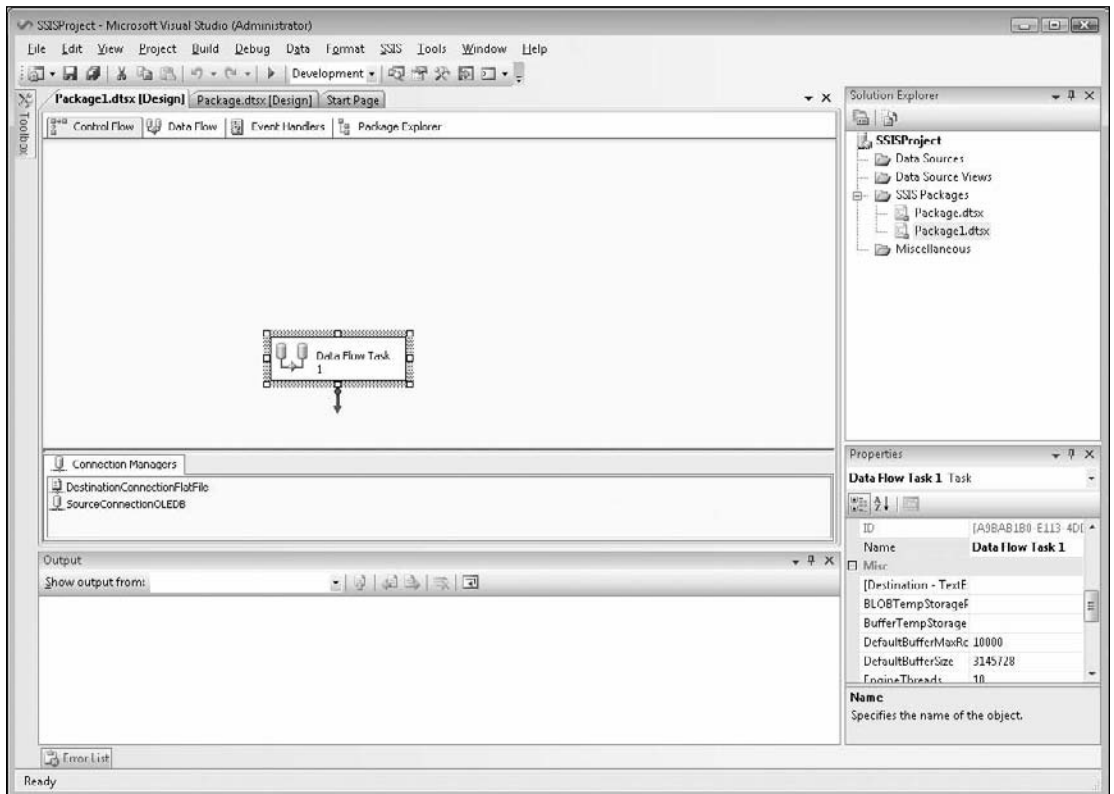 SSISProject - Microsoft Visual Studio (Administrator)
File Edit View Project Build Debug Data Format SSIS Tools Window Help
Development
Toolbox
Package1.dtsx [Design] Package.dtsx [Design] Start Page
Control Flow Data Flow Event Handlers Package Explorer
Data Flow Task
1
Connection Managers
DestinationConnectionFlatFile
SourceConnectionOLEDB
Output
Show output from:
Error List
Ready
Solution Explorer
SSISProject
Data Sources
Data Source Views
SSIS Packages
Package.dtsx
Package1.dtsx
Miscellaneous
Properties
Data Flow Task 1 Task
ID
Name Data Flow Task 1
Misc
[Destination - TextE
BLOBTempStorageF
BufferTempStorage
DefaultBufferMaxRc 10000
DefaultBufferSize 3145728
EngineThreads 10
Name
Specifies the name of the object.